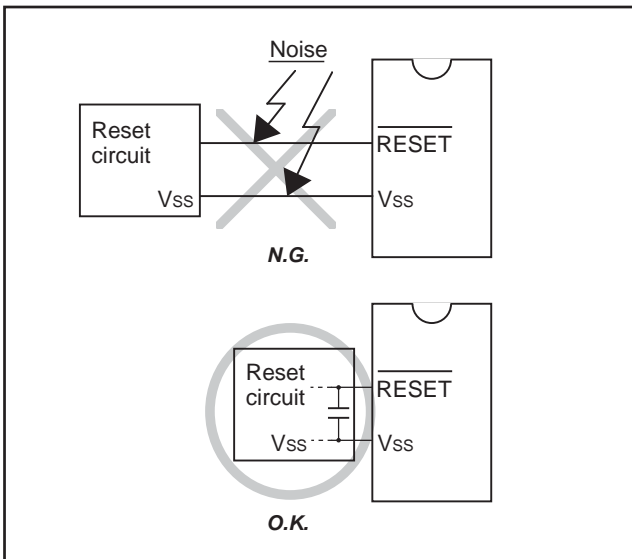 Noise
Reset
circuit
RESET
Vss
Vss
N.G.
Reset
circuit
RESET
Vss
Vss
O.K.